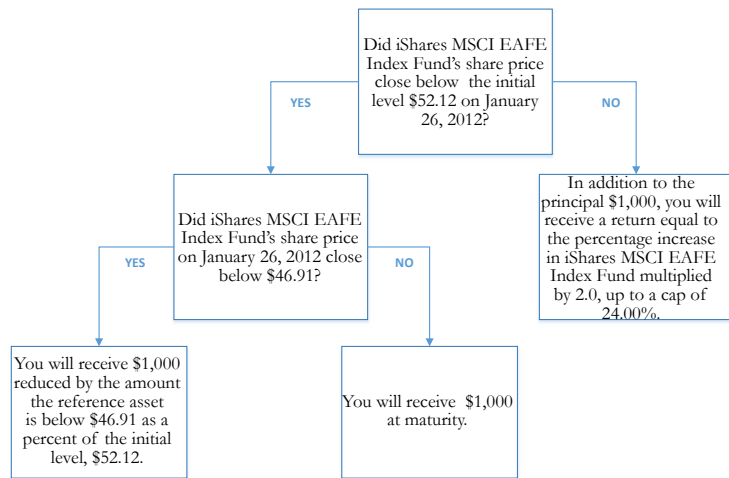 Did iShares MSCI EAFE
Index Fund's share price
close below the initial
level $52.12 on January
26, 2012?
YES
NO
Did iShares MSCI EAFE
Index Fund's share price
on January 26, 2012 close
below $46.91?
In addition to the
principal $1,000, you will
receive a return equal to
the percentage increase
in iShares MSCI EAFE
Index Fund multiplied
by 2.0, up to a cap of
24.00%.
YES
NO
You will receive $1,000
reduced by the amount
the reference asset
is below $46.91 as a
percent of the initial
level, $52.12.
You will receive $1,000
at maturity.